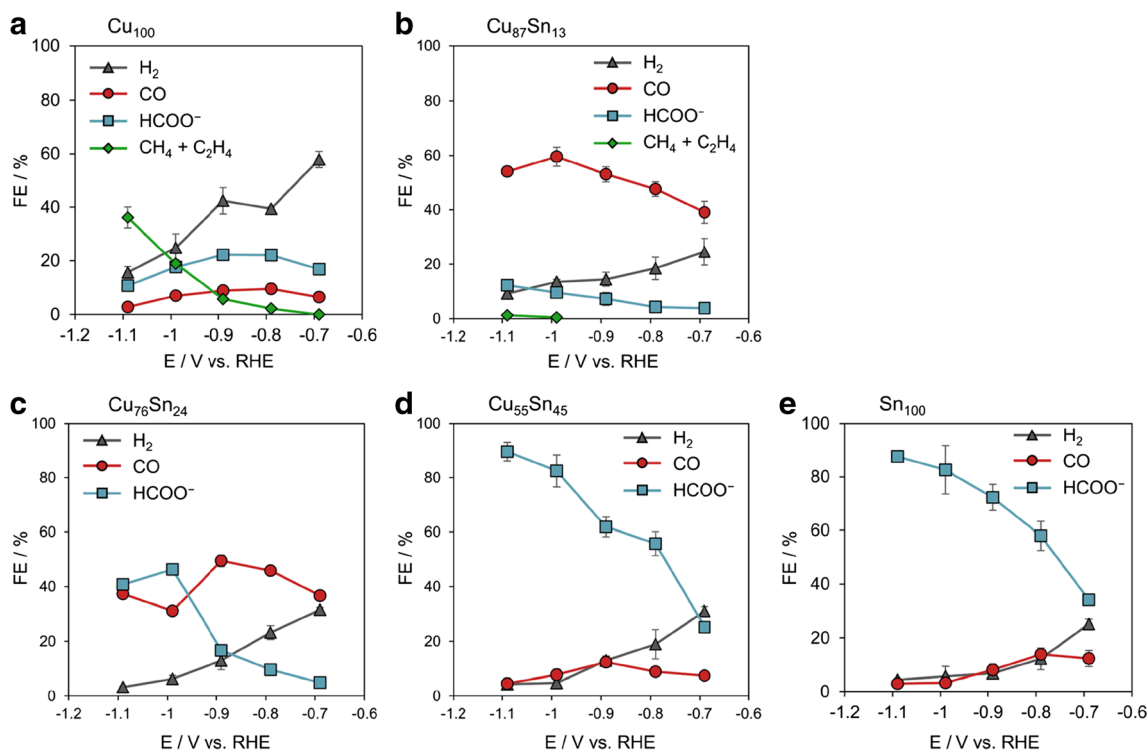 a
Cu₁₀₀
100
80
60
40
20
0
FE / %
H₂
CO
HCOO⁻
CH₄ + C₂H₄
-1.2 -1.1 -1 -0.9 -0.8 -0.7 -0.6
E / V vs. RHE
b
Cu₈₇Sn₁₃
100
80
60
40
20
0
FE / %
H₂
CO
HCOO⁻
CH₄ + C₂H₄
-1.2 -1.1 -1 -0.9 -0.8 -0.7 -0.6
E / V vs. RHE
c
Cu₇₆Sn₂₄
100
80
60
40
20
0
FE / %
H₂
CO
HCOO⁻
-1.2 -1.1 -1 -0.9 -0.8 -0.7 -0.6
E / V vs. RHE
d
Cu₅₅Sn₄₅
100
80
60
40
20
0
FE / %
H₂
CO
HCOO⁻
-1.2 -1.1 -1 -0.9 -0.8 -0.7 -0.6
E / V vs. RHE
e
Sn₁₀₀
100
80
60
40
20
0
FE / %
H₂
CO
HCOO⁻
-1.2 -1.1 -1 -0.9 -0.8 -0.7 -0.6
E / V vs. RHE